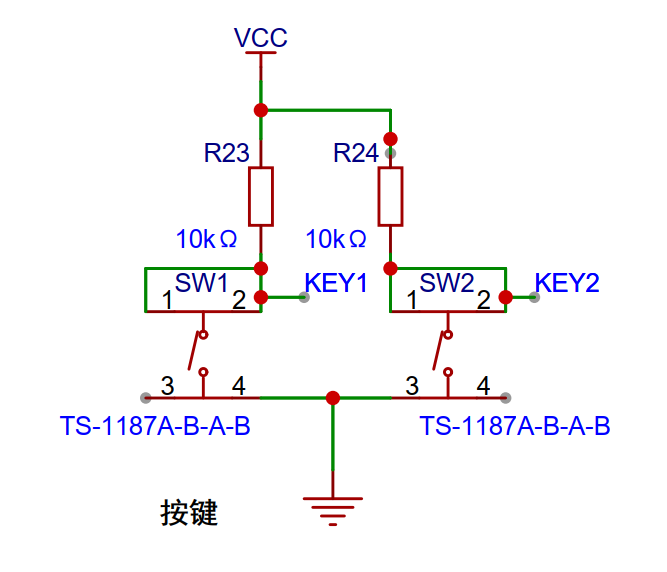 VCC
R23
R24
10kΩ
10kΩ
SW1
KEY1
SW2
KEY2
1
2
1
2
3
4
3
4
TS-1187A-B-A-B
TS-1187A-B-A-B
按键